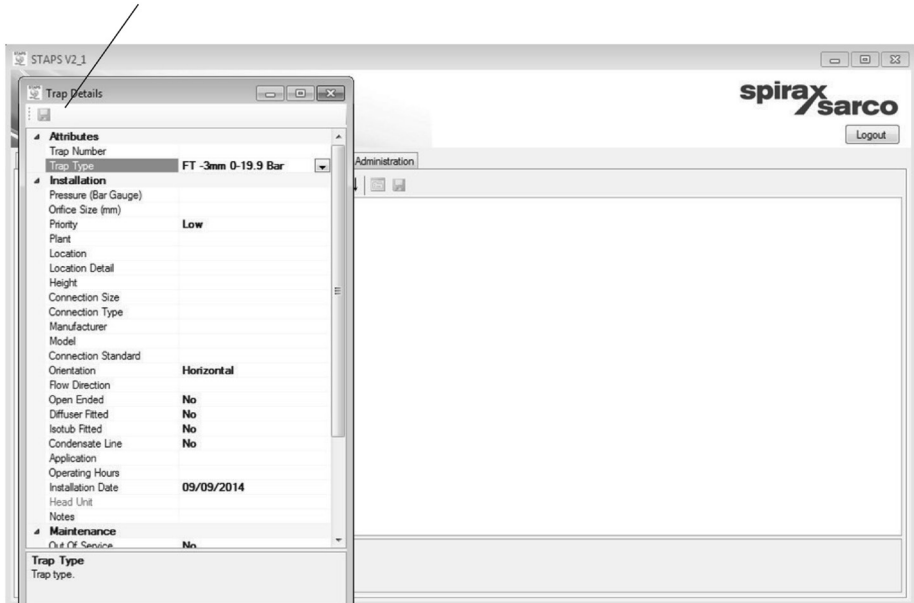 STAPS V2_1
Trap Details
spirax
sarco
Logout
Attributes
Trap Number
Trap Type FT -3mm 0-19.9 Bar
Administration
Installation
Pressure (Bar Gauge)
Orifice Size (mm)
Priority Low
Plant
Location
Location Detail
Height
Connection Size
Connection Type
Manufacturer
Model
Connection Standard
Orientation Horizontal
Flow Direction
Open Ended No
Diffuser Fitted No
Isotub Fitted No
Condensate Line No
Application
Operating Hours
Installation Date 09/09/2014
Head Unit
Notes
Maintenance
Out Of Service No
Trap Type
Trap type.